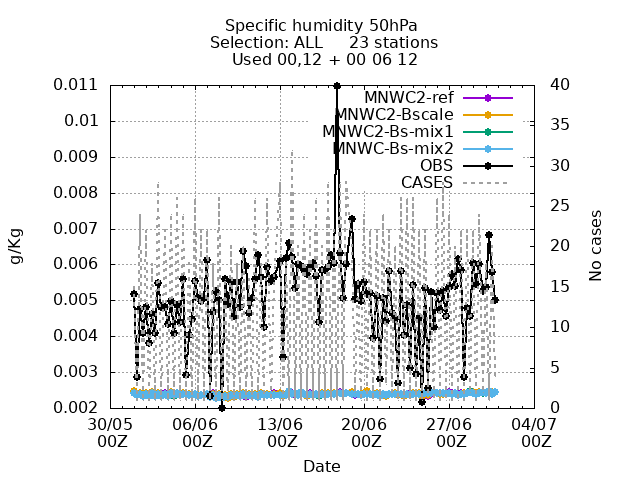 Specific humidity 50hPa
Selection: ALL 23 stations
Used 00,12 + 00 06 12
0.011
0.01
0.009
0.008
0.007
0.006
0.005
0.004
0.003
0.002
g/Kg
40
35
30
25
20
15
10
5
0
No cases
MNWC2-ref
MNWC2-Bscale
MNWC2-Bs-mix1
MNWC-Bs-mix2
OBS
CASES
30/05 06/06 13/06 20/06 27/06 04/07
00Z 00Z 00Z 00Z 00Z 00Z
Date